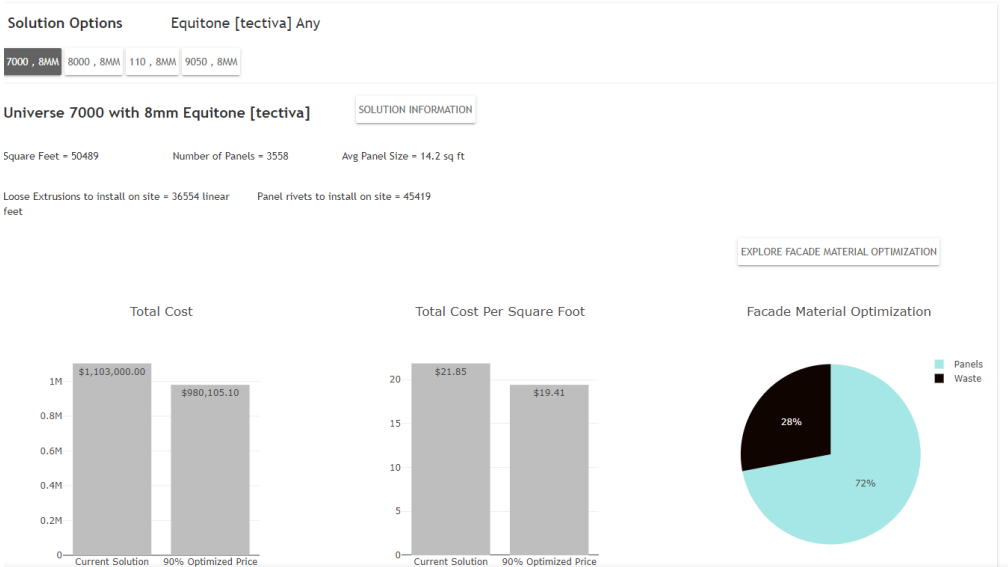 Solution Options Equitone [tectiva] Any
7000 , 8MM 8000 , 8MM 110 , 8MM 9050 , 8MM
Universe 7000 with 8mm Equitone [tectiva] SOLUTION INFORMATION
Square Feet = 50489 Number of Panels = 3558 Avg Panel Size = 14.2 sq ft
Loose Extrusions to install on site = 36554 linear
feet
Panel rivets to install on site = 45419
EXPLORE FACADE MATERIAL OPTIMIZATION
Total Cost
$1,103,000.00
$980,105.10
1M
0.8M
0.6M
0.4M
0.2M
0
Current Solution 90% Optimized Price
Total Cost Per Square Foot
$21.85
$19.41
20
15
10
5
0
Current Solution 90% Optimized Price
Facade Material Optimization
Panels
Waste
28%
72%